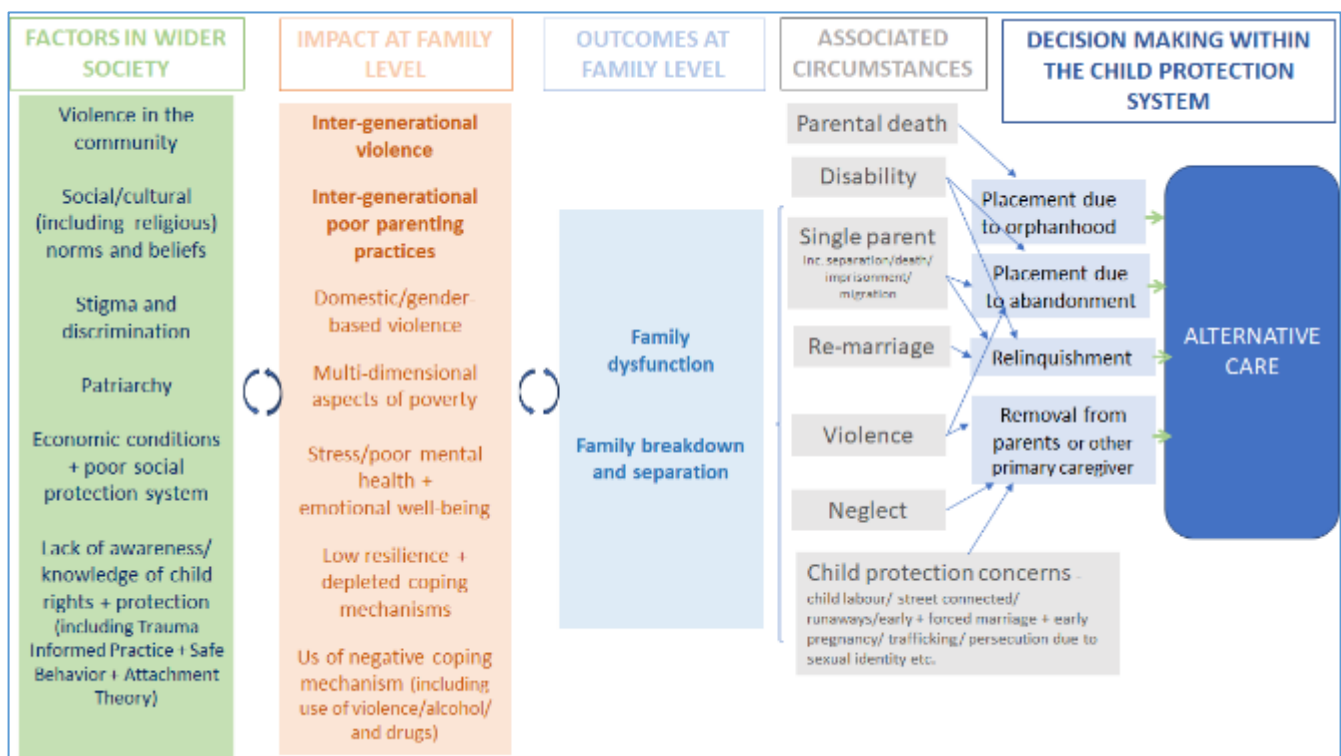 FACTORS IN WIDER
SOCIETY
Violence in the
community
Social/cultural
(including religious)
norms and beliefs
Stigma and
discrimination
Patriarchy
Economic conditions
+ poor social
protection system
Lack of awareness/
knowledge of child
rights + protection
(including Trauma
Informed Practice + Safe
Behavior + Attachment
Theory)
IMPACT AT FAMILY
LEVEL
Inter-generational
violence
Inter-generational
poor parenting
practices
Domestic/gender-
based violence
Multi-dimensional
aspects of poverty
Stress/poor mental
health +
emotional well-being
Low resilience +
depleted coping
mechanisms
Us of negative coping
mechanism (including
use of violence/alcohol/
and drugs)
OUTCOMES AT
FAMILY LEVEL
Family
dysfunction
Family breakdown
and separation
ASSOCIATED
CIRCUMSTANCES
Parental death
Disability
Single parent
inc. separation/death/
imprisonment/
migration
Re-marriage
Violence
Neglect
Child protection concerns -
child labour/ street connected/
runaways/early + forced marriage + early
pregnancy/ trafficking/ persecution due to
sexual identity etc.
DECISION MAKING WITHIN
THE CHILD PROTECTION
SYSTEM
Placement due
to orphanhood
Placement due
to abandonment
Relinquishment
Removal from
parents or other
primary caregiver
ALTERNATIVE
CARE